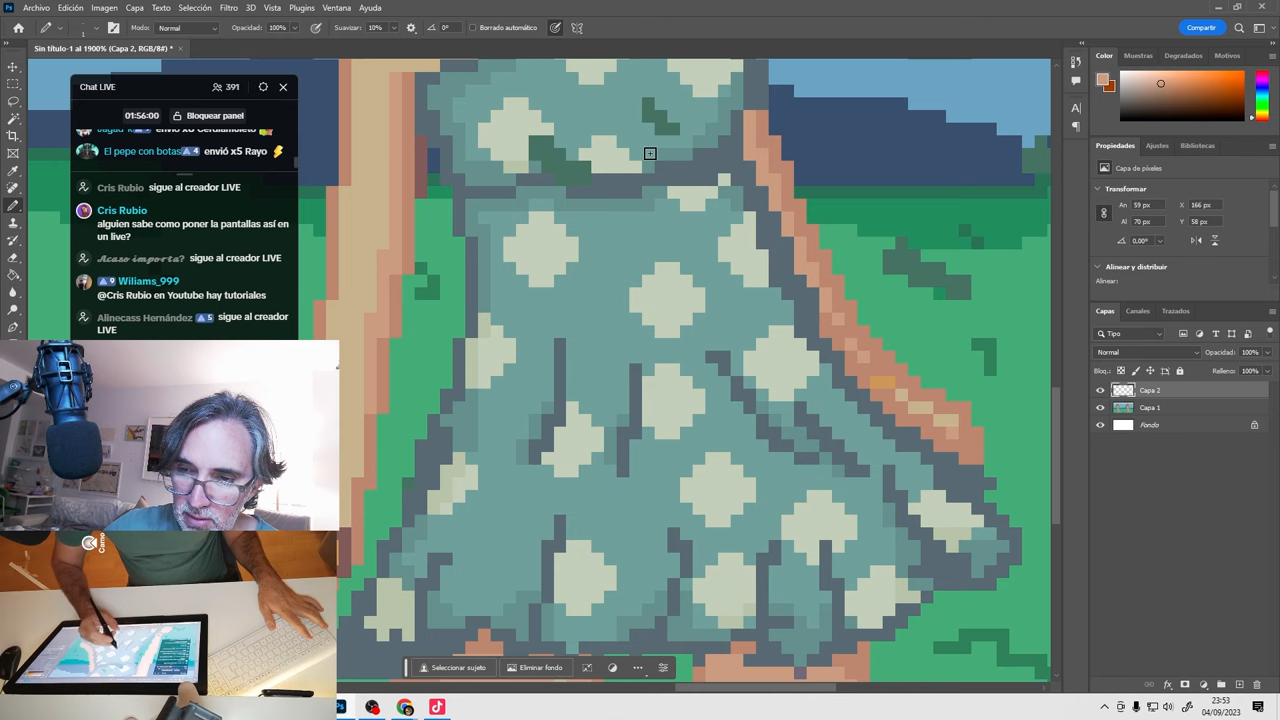 Archivo Edición Imagen Capa Texto Selección Filtro 3D Vista Plugins Ventana Ayuda
Modo: Normal Opacidad: 100% Suavizar: 10% 0° Borrado automático Compartir
Sin título-1 al 1900% (Capa 2, RGB/8#) *
Chat LIVE 391
01:56:00 Bloquear panel
El pepe con botas 4 envió x5 Rayo
Cris Rubio sigue al creador LIVE
Cris Rubio
alguien sabe como poner la pantallas así en
un live?
Acaso importa? sigue al creador LIVE
Wiliams_999
@Cris Rubio en Youtube hay tutoriales
Alinecass Hernández 5 sigue al creador
LIVE
Camo
Seleccionar sujeto Eliminar fondo
Color Muestras Degradados Motivos
Propiedades Ajustes Bibliotecas
Capa de píxeles
Transformar
An 59 px X 166 px
Al 70 px Y 58 px
0,00°
Alinear y distribuir
Alinear:
Capas Canales Trazados
Tipo
Normal Opacidad: 100%
Bloq.: Relleno: 100%
Capa 2
Capa 1
Fondo
23:53
04/09/2023